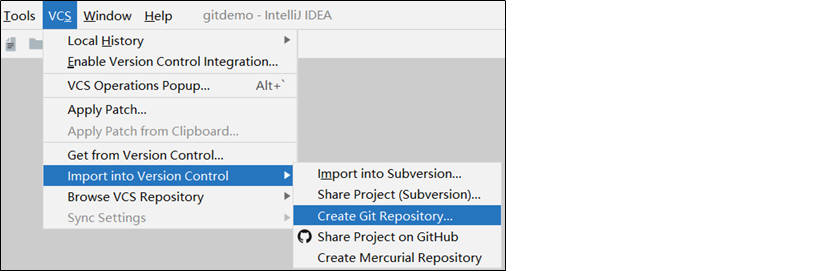 Tools VCS Window Help gitdemo - IntelliJ IDEA
Local History
Enable Version Control Integration...
VCS Operations Popup... Alt+`
Apply Patch...
Apply Patch from Clipboard...
Get from Version Control...
Import into Version Control
Browse VCS Repository
Sync Settings
Import into Subversion...
Share Project (Subversion)...
Create Git Repository...
Share Project on GitHub
Create Mercurial Repository